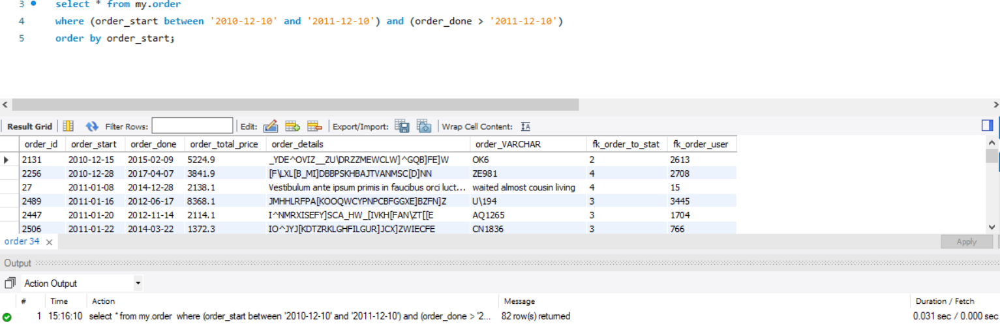 3 select * from my.order
4 where (order_start between '2010-12-10' and '2011-12-10') and (order_done > '2011-12-10')
5 order by order_start;
Result Grid Filter Rows: Edit: Export/Import: Wrap Cell Content:
order_id order_start order_done order_total_price order_details order_VARCHAR fk_order_to_stat fk_order_user
2131 2010-12-15 2015-02-09 5224.9 _YDE^OVIZ__ZU\DRZZMEWCLW]^GQB]FE]W OK6 2 2613
2256 2010-12-28 2017-04-07 3841.9 [F\LXL[B_MI]DBBPSKHBAJTVANMSC[D]NN ZE981 4 2708
27 2011-01-08 2014-12-28 2138.1 Vestibulum ante ipsum primis in faucibus orci luct... waited almost cousin living 4 15
2489 2011-01-16 2012-06-17 8368.1 JMHHLRFPA[KOOQWCYPNPCBFGGXE]BZFN]Z U\194 3 3445
2447 2011-01-20 2012-11-14 2114.1 I^NMRXISEFY]SCA_HW_[IVKH[FAN\ZT[[E AQ1265 3 1704
2506 2011-01-22 2014-03-22 1372.3 IO^JYJ[KDTZRKLGHFILGUR]JCX]ZWIECFE CN1836 3 766
order 34 Apply
Output
Action Output
# Time Action Message Duration / Fetch
1 15:16:10 select * from my.order where (order_start between '2010-12-10' and '2011-12-10') and (order_done > '2... 82 row(s) returned 0.031 sec / 0.000 sec